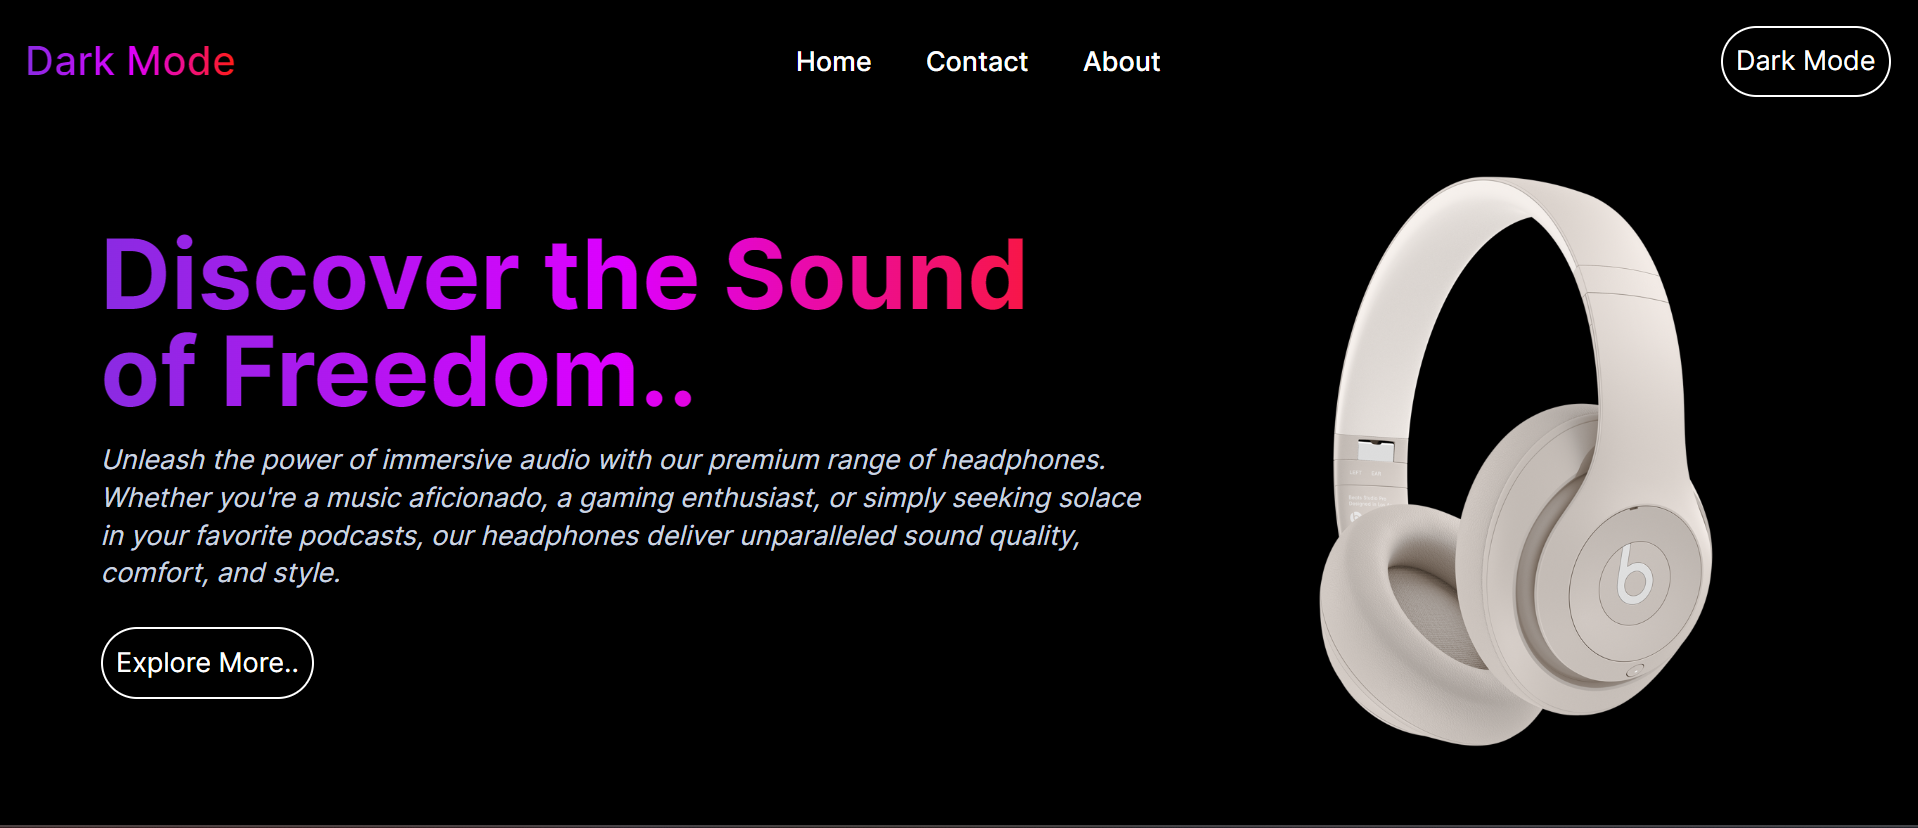 Dark Mode
Home Contact About
Dark Mode
Discover the Sound
of Freedom..
Unleash the power of immersive audio with our premium range of headphones.
Whether you're a music aficionado, a gaming enthusiast, or simply seeking solace
in your favorite podcasts, our headphones deliver unparalleled sound quality,
comfort, and style.
Explore More..
b